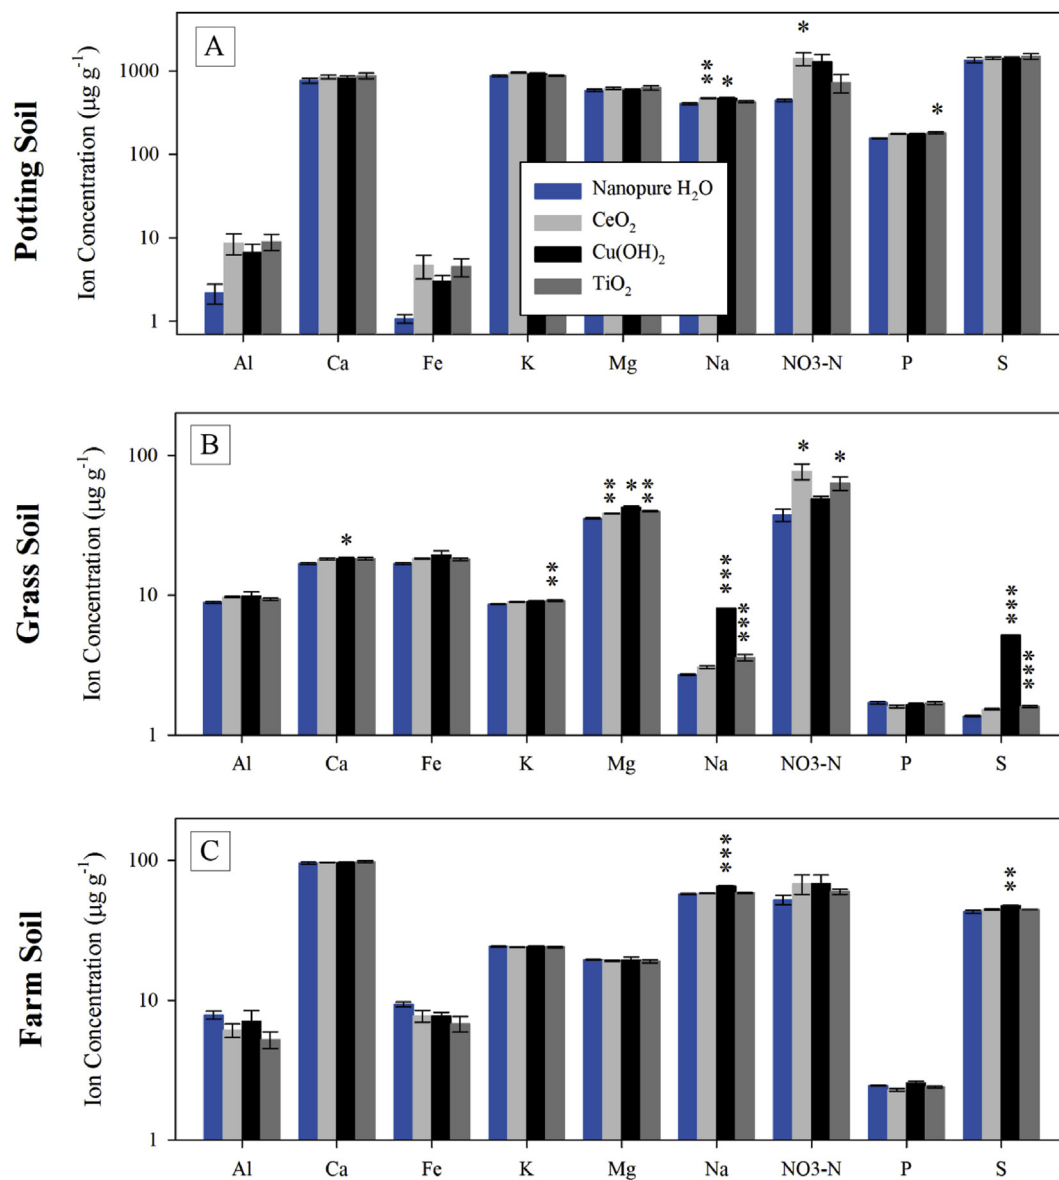 Potting Soil
Ion Concentration (µg g⁻¹)
A
1000
100
10
1
** * * *
Nanopure H₂O
CeO₂
Cu(OH)₂
TiO₂
Al Ca Fe K Mg Na NO3-N P S
Grass Soil
Ion Concentration (µg g⁻¹)
B
100
10
1
* ** ** * ** *** *** * * *** ***
Al Ca Fe K Mg Na NO3-N P S
Farm Soil
Ion Concentration (µg g⁻¹)
C
100
10
1
*** **
Al Ca Fe K Mg Na NO3-N P S